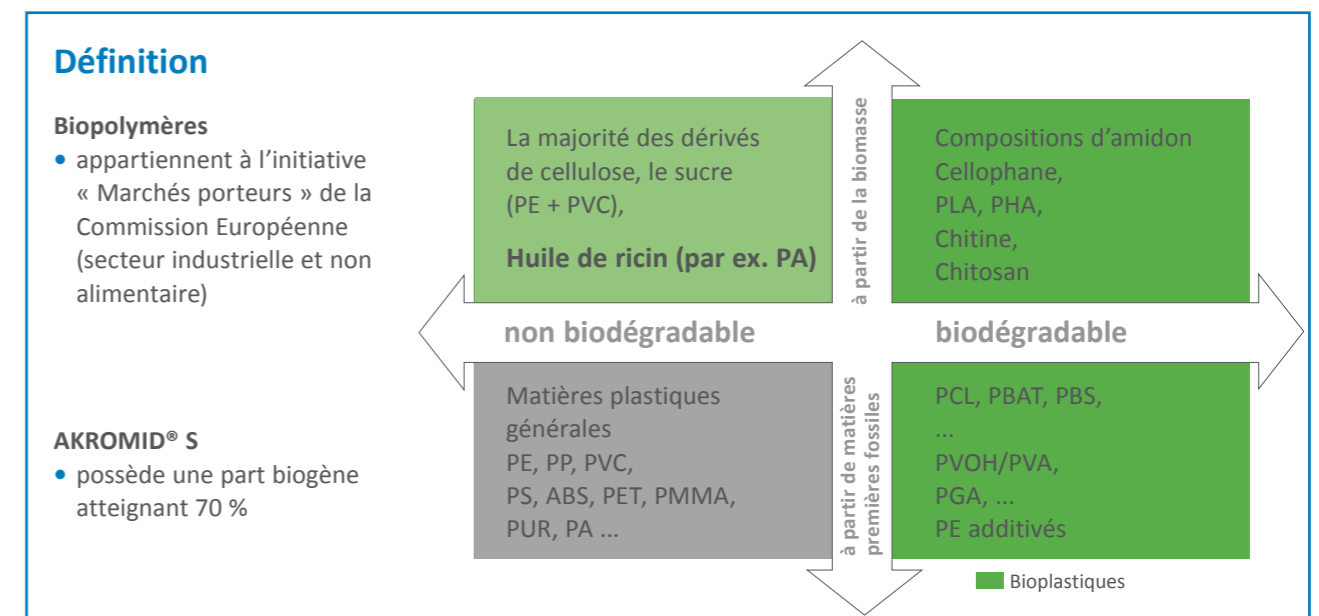 Définition
Biopolymères
• appartiennent à l’initiative
« Marchés porteurs » de la
Commission Européenne
(secteur industrielle et non
alimentaire)
AKROMID® S
• possède une part biogène
atteignant 70 %
La majorité des dérivés
de cellulose, le sucre
(PE + PVC),
Huile de ricin (par ex. PA)
à partir de la biomasse
Compositions d’amidon
Cellophane,
PLA, PHA,
Chitine,
Chitosan
non biodégradable
biodégradable
Matières plastiques
générales
PE, PP, PVC,
PS, ABS, PET, PMMA,
PUR, PA ...
à partir de matières
premières fossiles
PCL, PBAT, PBS,
...
PVOH/PVA,
PGA, ...
PE additivés
Bioplastiques